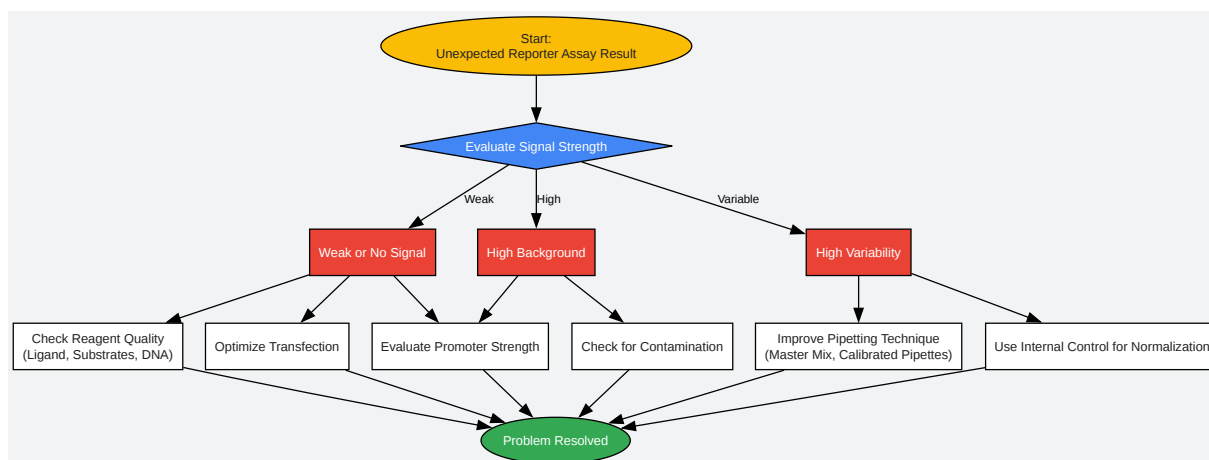 Start:
Unexpected Reporter Assay Result
Evaluate Signal Strength
Weak
High
Variable
Weak or No Signal
High Background
High Variability
Check Reagent Quality
(Ligand, Substrates, DNA)
Optimize Transfection
Evaluate Promoter Strength
Check for Contamination
Improve Pipetting Technique
(Master Mix, Calibrated Pipettes)
Use Internal Control for Normalization
Problem Resolved